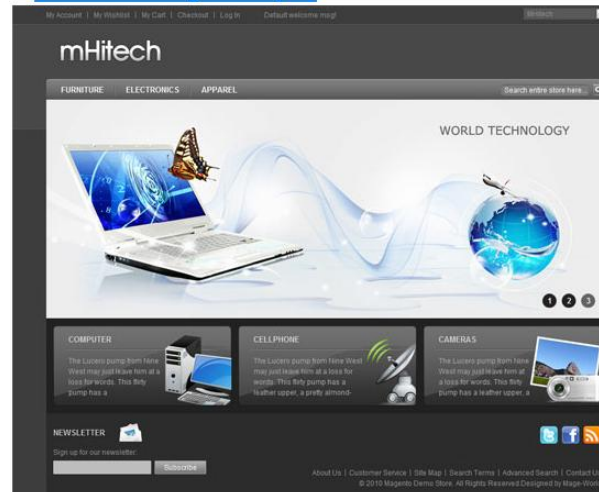 My Account | My Wishlist | My Cart | Checkout | Log In Default welcome msg!
mHitech
FURNITURE ELECTRONICS APPAREL
Search entire store here...
WORLD TECHNOLOGY
1 2 3
COMPUTER
The Lucero pump from Nine
West may just leave him at a
loss for words. This flirty
pump has a
CELLPHONE
The Lucero pump from Nine West
may just leave him at a loss for
words. This flirty pump has a
leather upper, a pretty almond-
CAMERAS
The Lucero pump from Nine
West may just leave him at
a loss for words. This flirty
pump has a leather upper, a
NEWSLETTER
Sign up for our newsletter:
Subscribe
About Us | Customer Service | Site Map | Search Terms | Advanced Search | Contact Us
© 2010 Magento Demo Store. All Rights Reserved.Designed by Mage-World